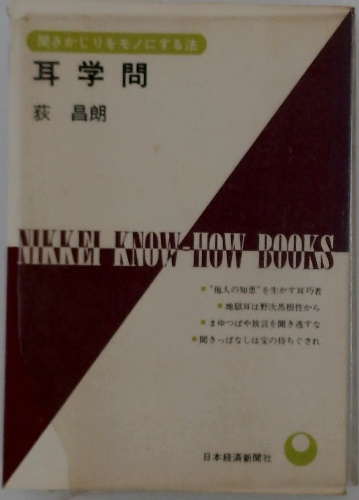 聞きかじりをモノにする法
耳学問
荻 昌朗
NIKKEI KNOW-HOW BOOKS
●“他人の知恵”を生かす耳巧者
●地獄耳は野次馬根性から
●まゆつばや放言を聞き逃すな
●聞きっぱなしは宝の持ちぐされ
日本経済新聞社